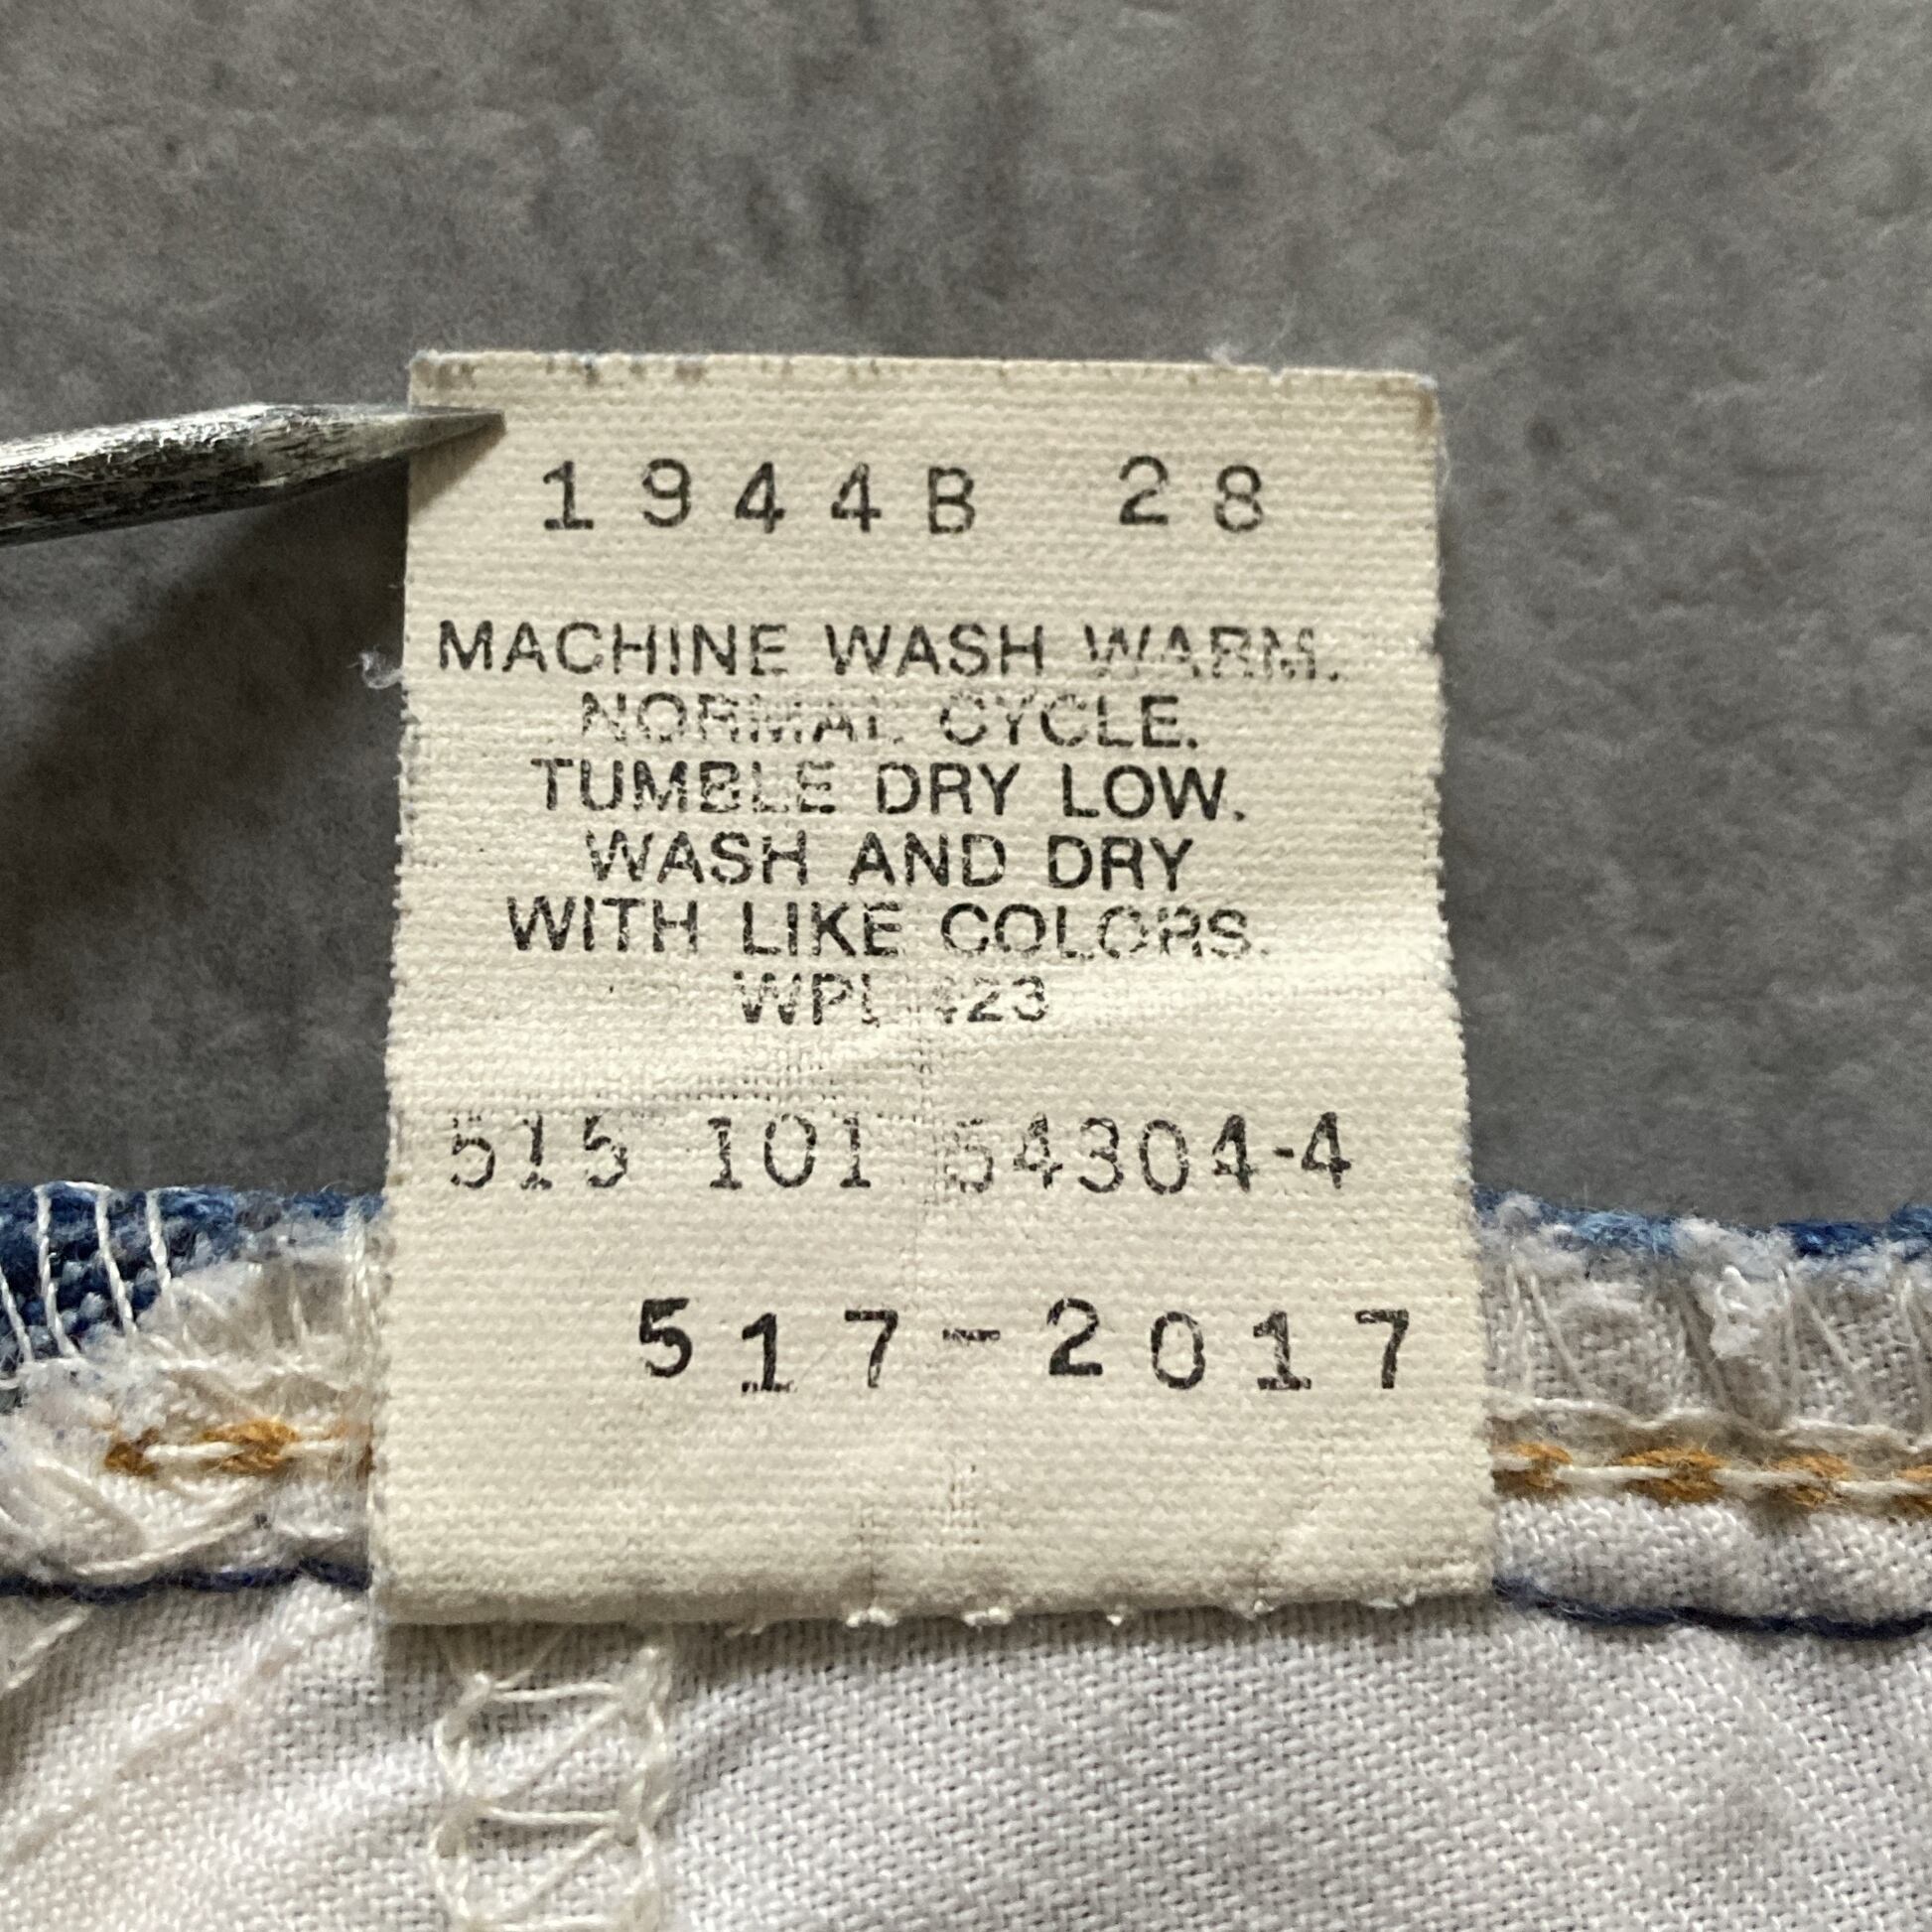 1944B 28
MACHINE WASH WARM.
NORMAL CYCLE.
TUMBLE DRY LOW.
WASH AND DRY
WITH LIKE COLORS.
WPL 423
515 101 54304-4
517-2017